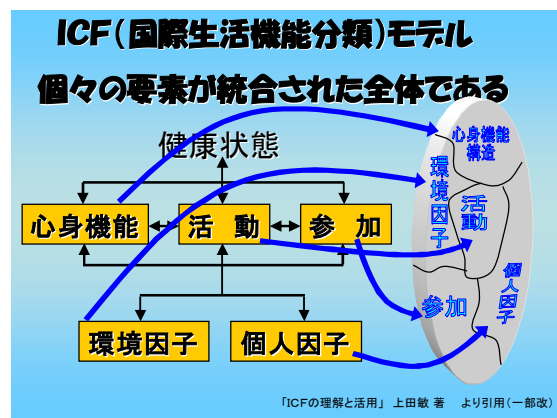 ICF(国際生活機能分類)モデル
個々の要素が統合された全体である
健康状態
心身機能
活 動
参 加
環境因子
個人因子
心身機能
構造
環境因子
活動
個人因子
参加
「ICFの理解と活用」 上田敏 著 より引用(一部改)